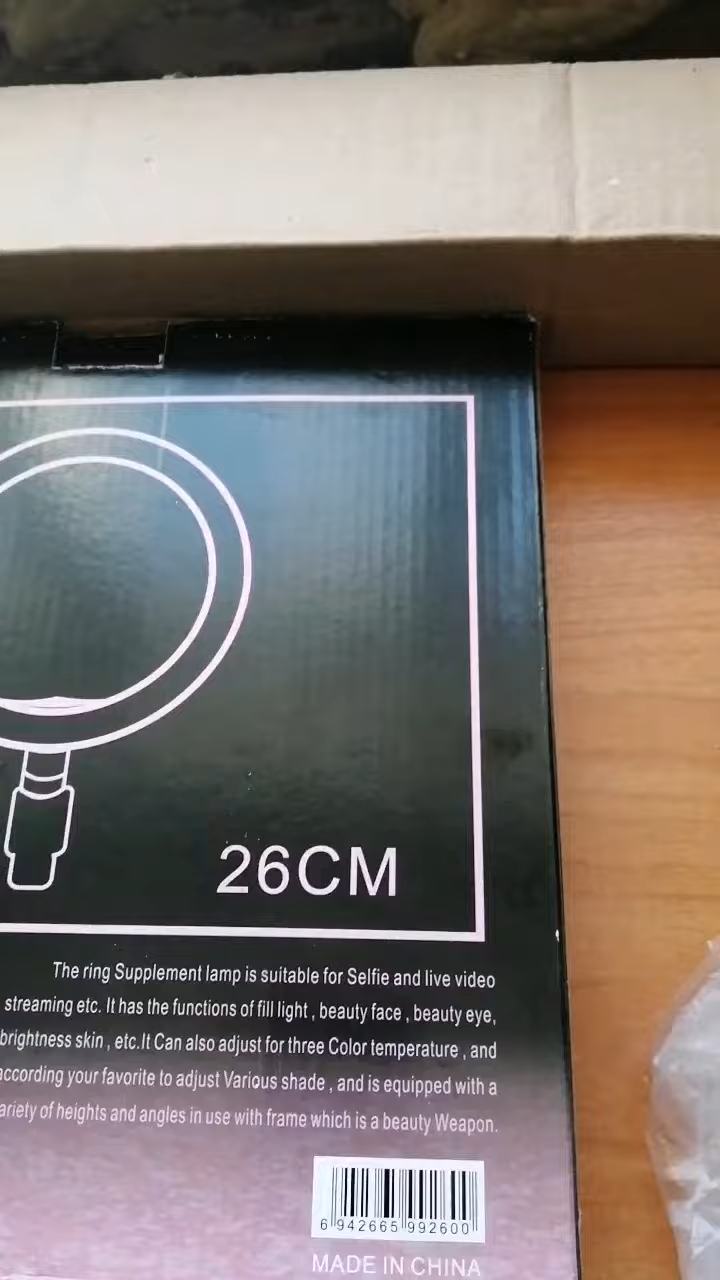 26CM
The ring Supplement lamp is suitable for Selfie and live video
streaming etc. It has the functions of fill light , beauty face , beauty eye,
brightness skin , etc.It Can also adjust for three Color temperature , and
according your favorite to adjust Various shade , and is equipped with a
ariety of heights and angles in use with frame which is a beauty Weapon.
6 942665 992600
MADE IN CHINA